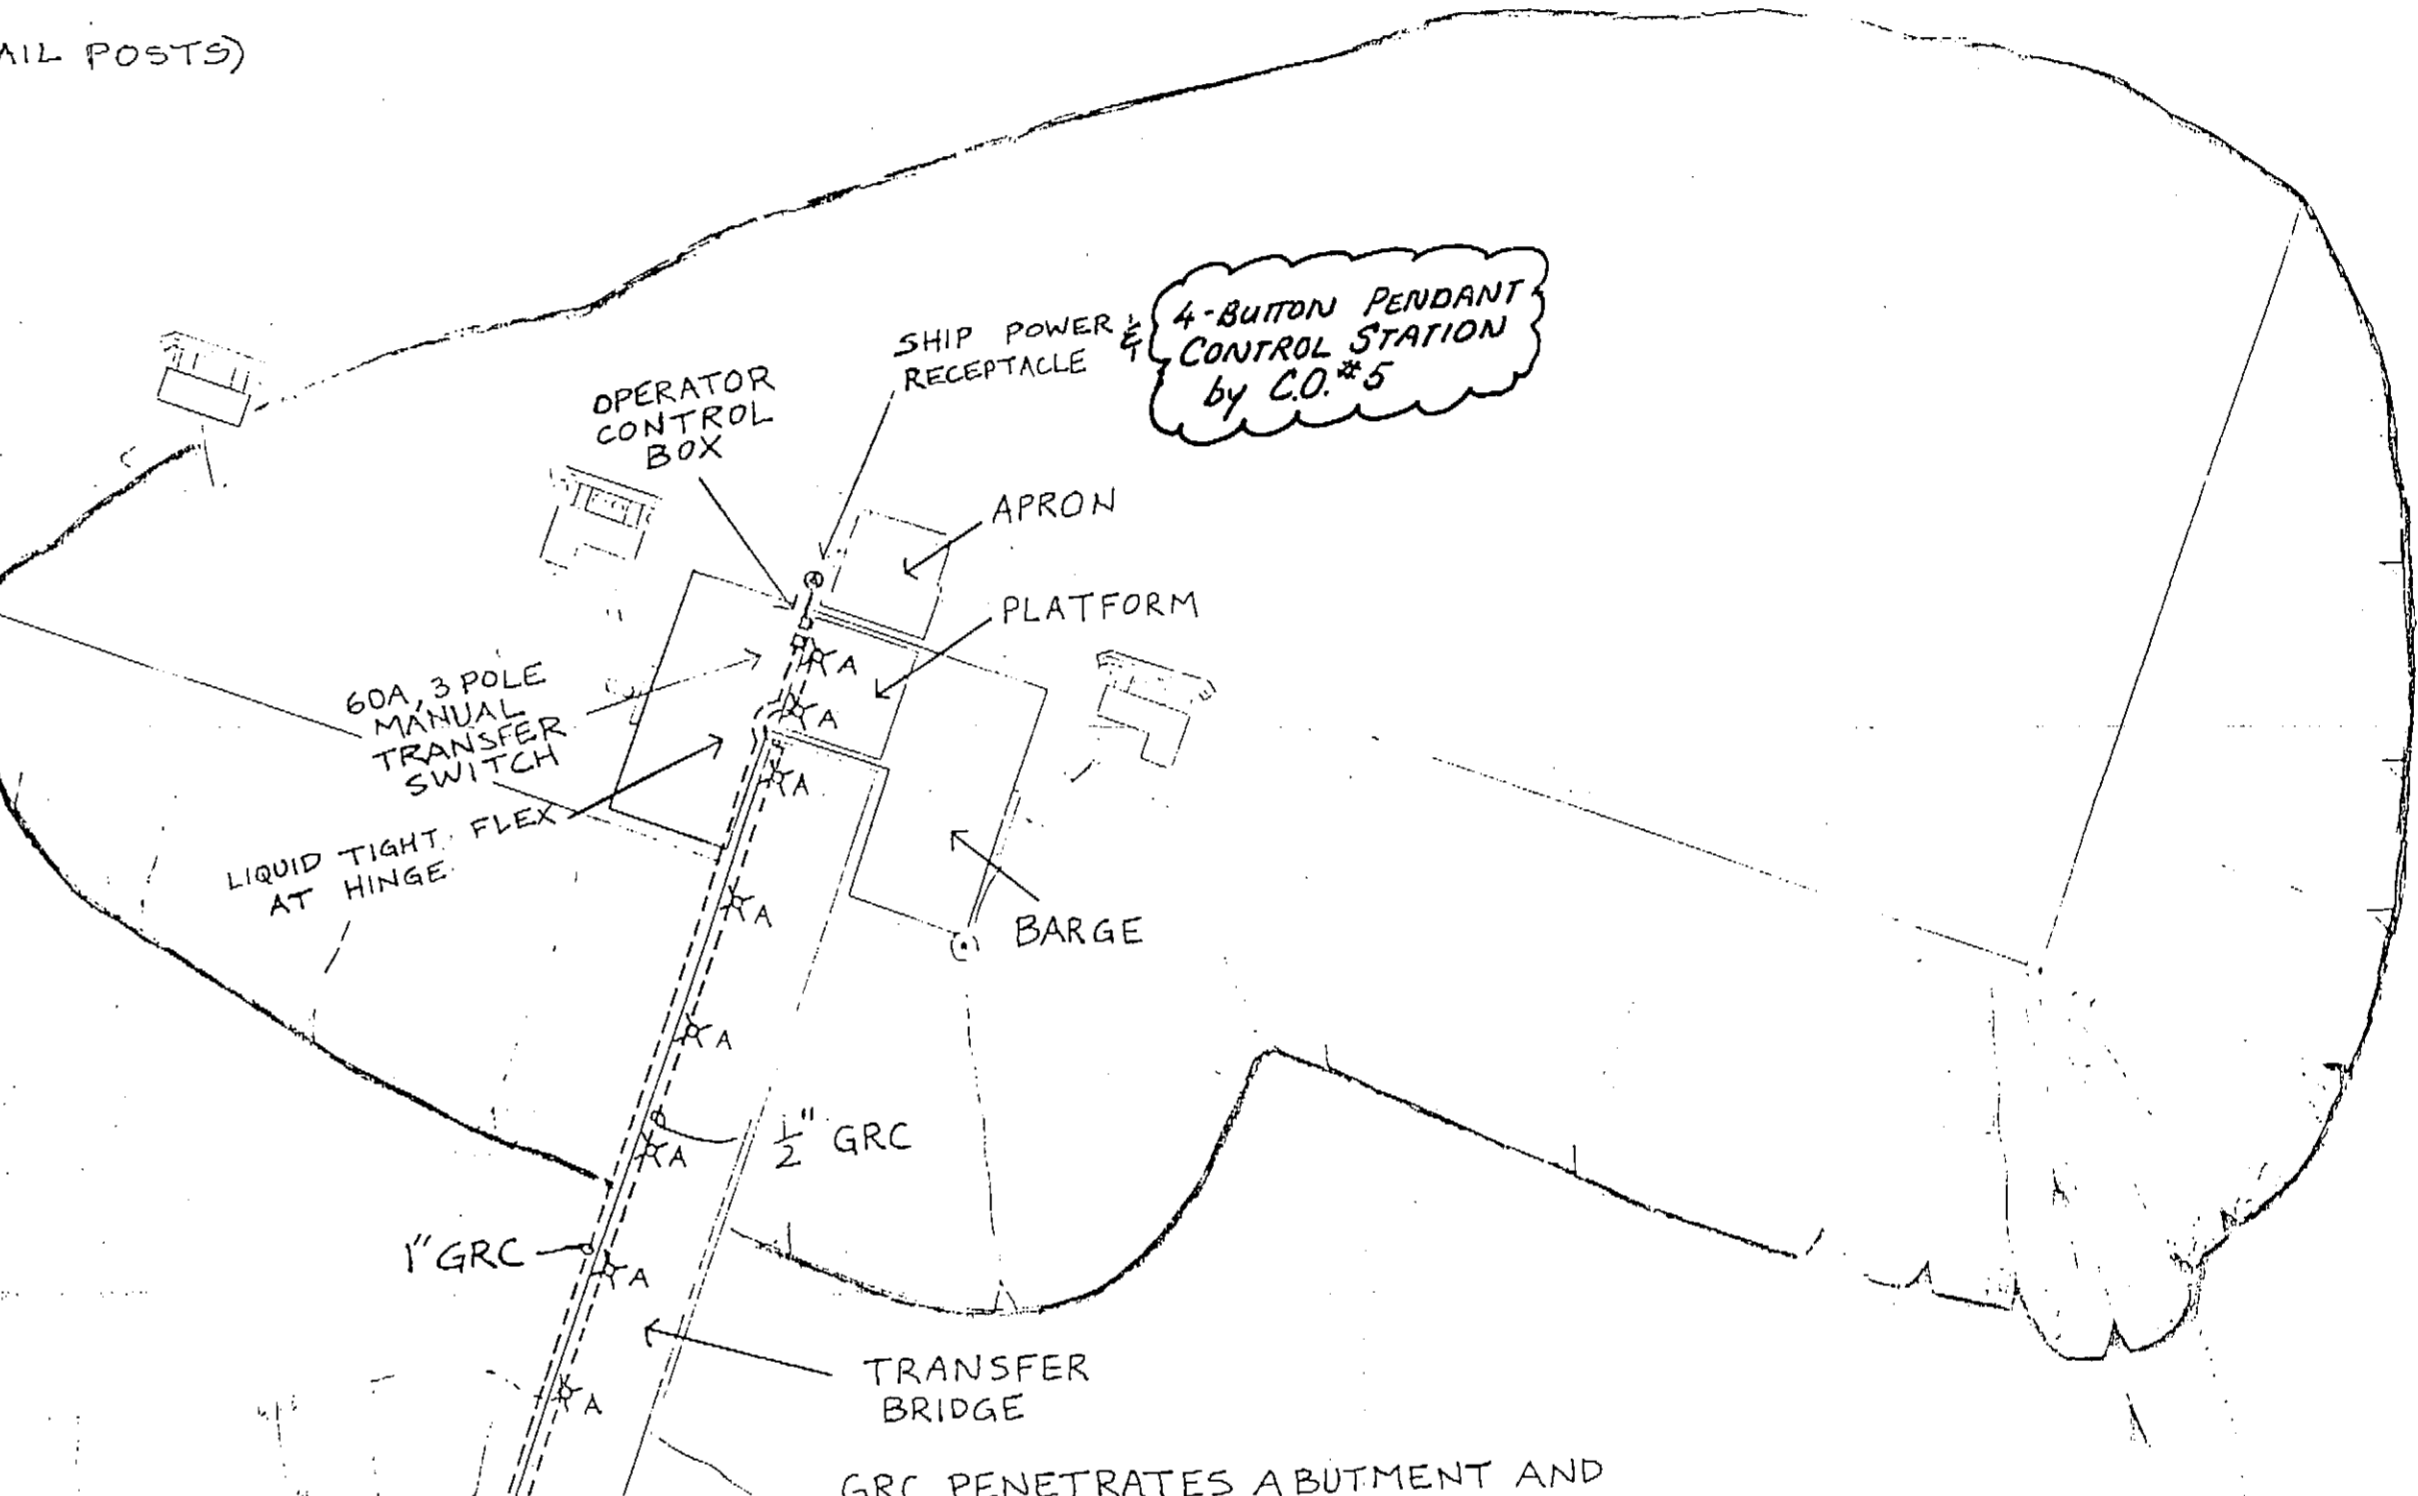 AIL POSTS)
SHIP POWER &
RECEPTACLE
4-BUTTON PENDANT
CONTROL STATION
by C.O. #5
OPERATOR
CONTROL
BOX
APRON
PLATFORM
60A, 3 POLE
MANUAL
TRANSFER
SWITCH
LIQUID TIGHT FLEX
AT HINGE
A
A
A
A
A
A
A
A
BARGE
1/2" GRC
1" GRC
TRANSFER
BRIDGE
GRC PENETRATES ABUTMENT AND